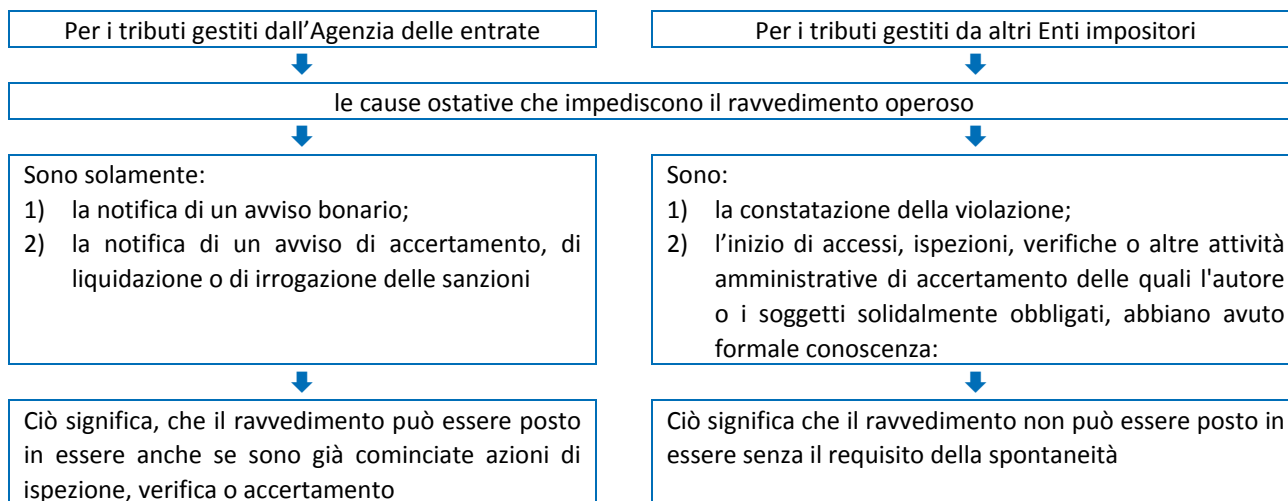 Per i tributi gestiti dall’Agenzia delle entrate
Per i tributi gestiti da altri Enti impositori
le cause ostative che impediscono il ravvedimento operoso
Sono solamente:
1) la notifica di un avviso bonario;
2) la notifica di un avviso di accertamento, di
liquidazione o di irrogazione delle sanzioni
Sono:
1) la constatazione della violazione;
2) l’inizio di accessi, ispezioni, verifiche o altre attività
amministrative di accertamento delle quali l'autore
o i soggetti solidalmente obbligati, abbiano avuto
formale conoscenza:
Ciò significa, che il ravvedimento può essere posto
in essere anche se sono già cominciate azioni di
ispezione, verifica o accertamento
Ciò significa che il ravvedimento non può essere posto in
essere senza il requisito della spontaneità